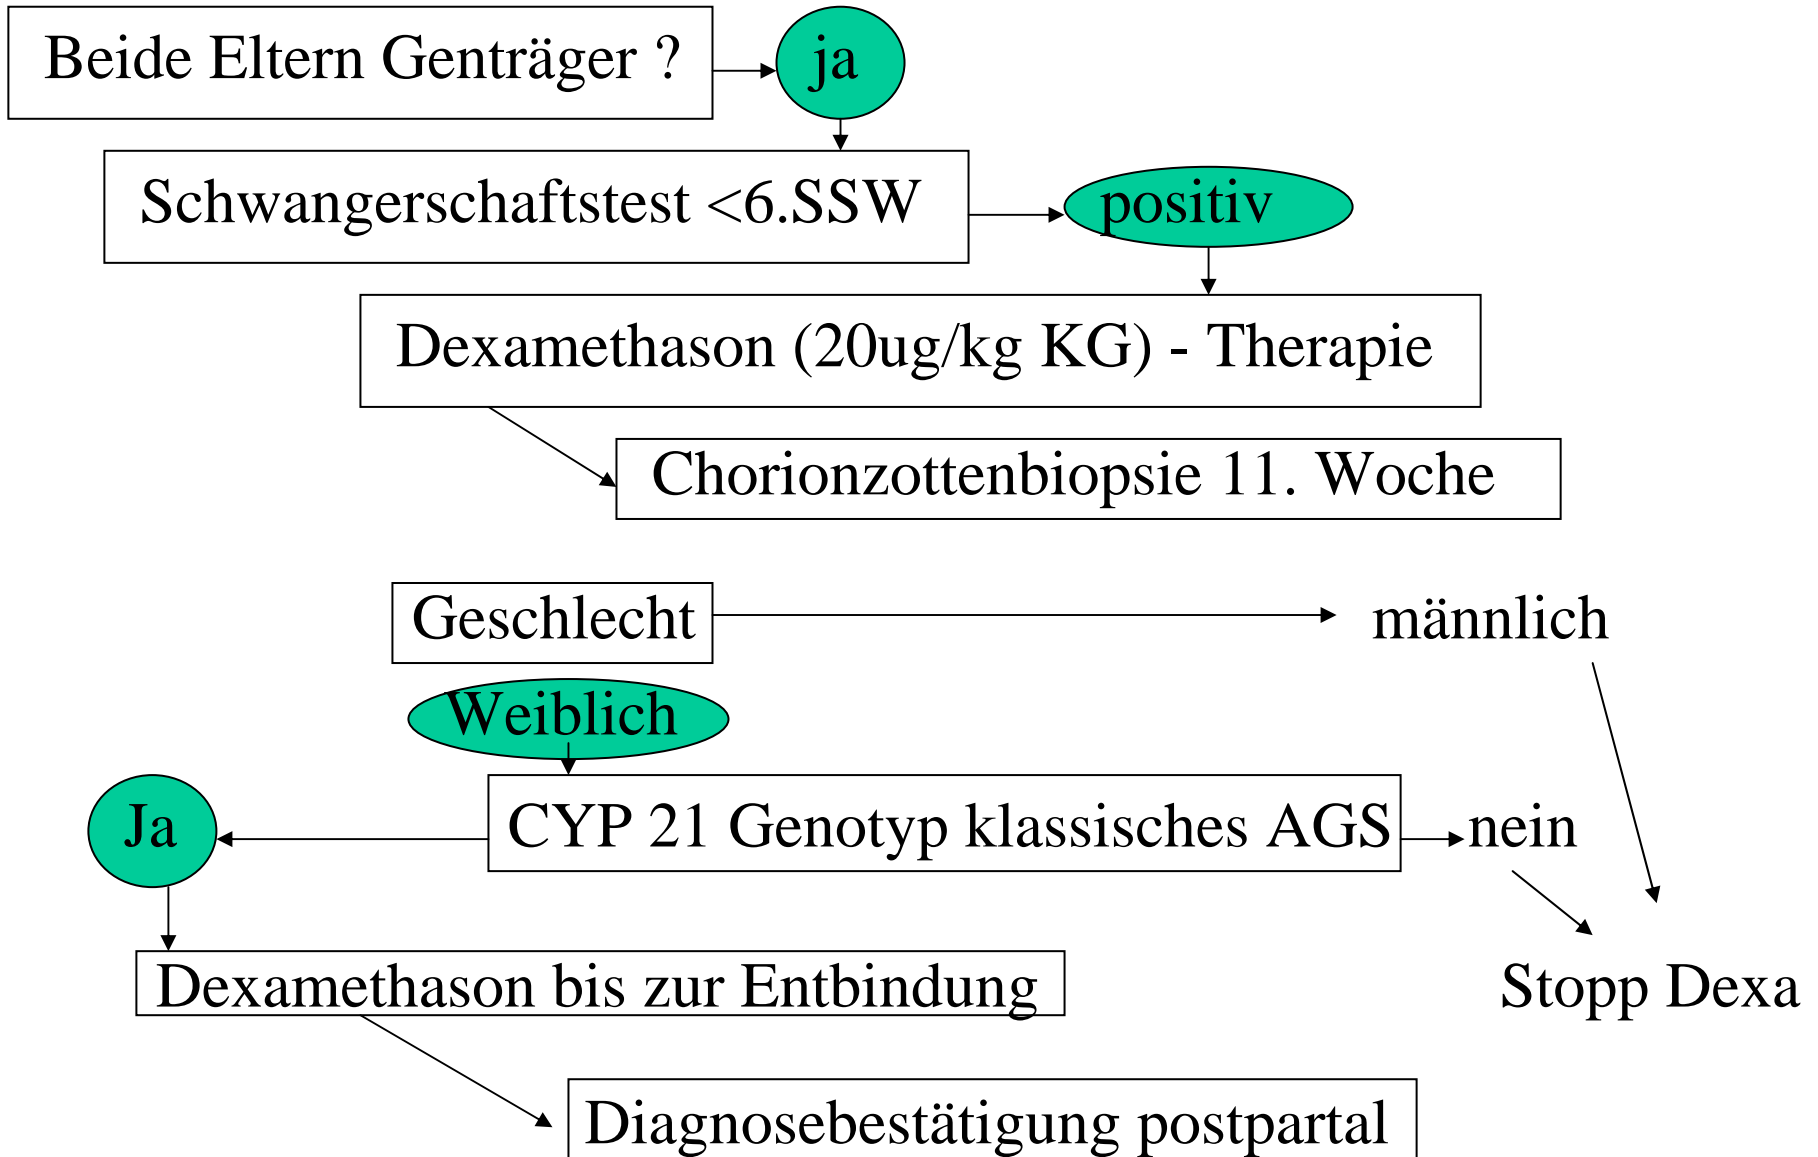 Beide Eltern Genträger ?
ja
Schwangerschaftstest <6.SSW
positiv
Dexamethason (20ug/kg KG) - Therapie
Chorionzottenbiopsie 11. Woche
Geschlecht
männlich
Weiblich
Ja
CYP 21 Genotyp klassisches AGS
nein
Dexamethason bis zur Entbindung
Stopp Dexa
Diagnosebestätigung postpartal